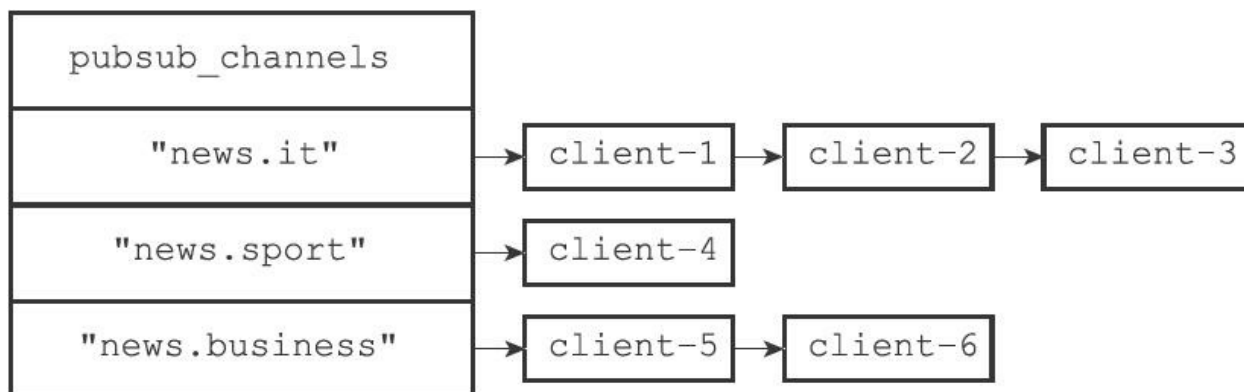 pubsub_channels
"news.it" client-1 client-2 client-3
"news.sport" client-4
"news.business" client-5 client-6